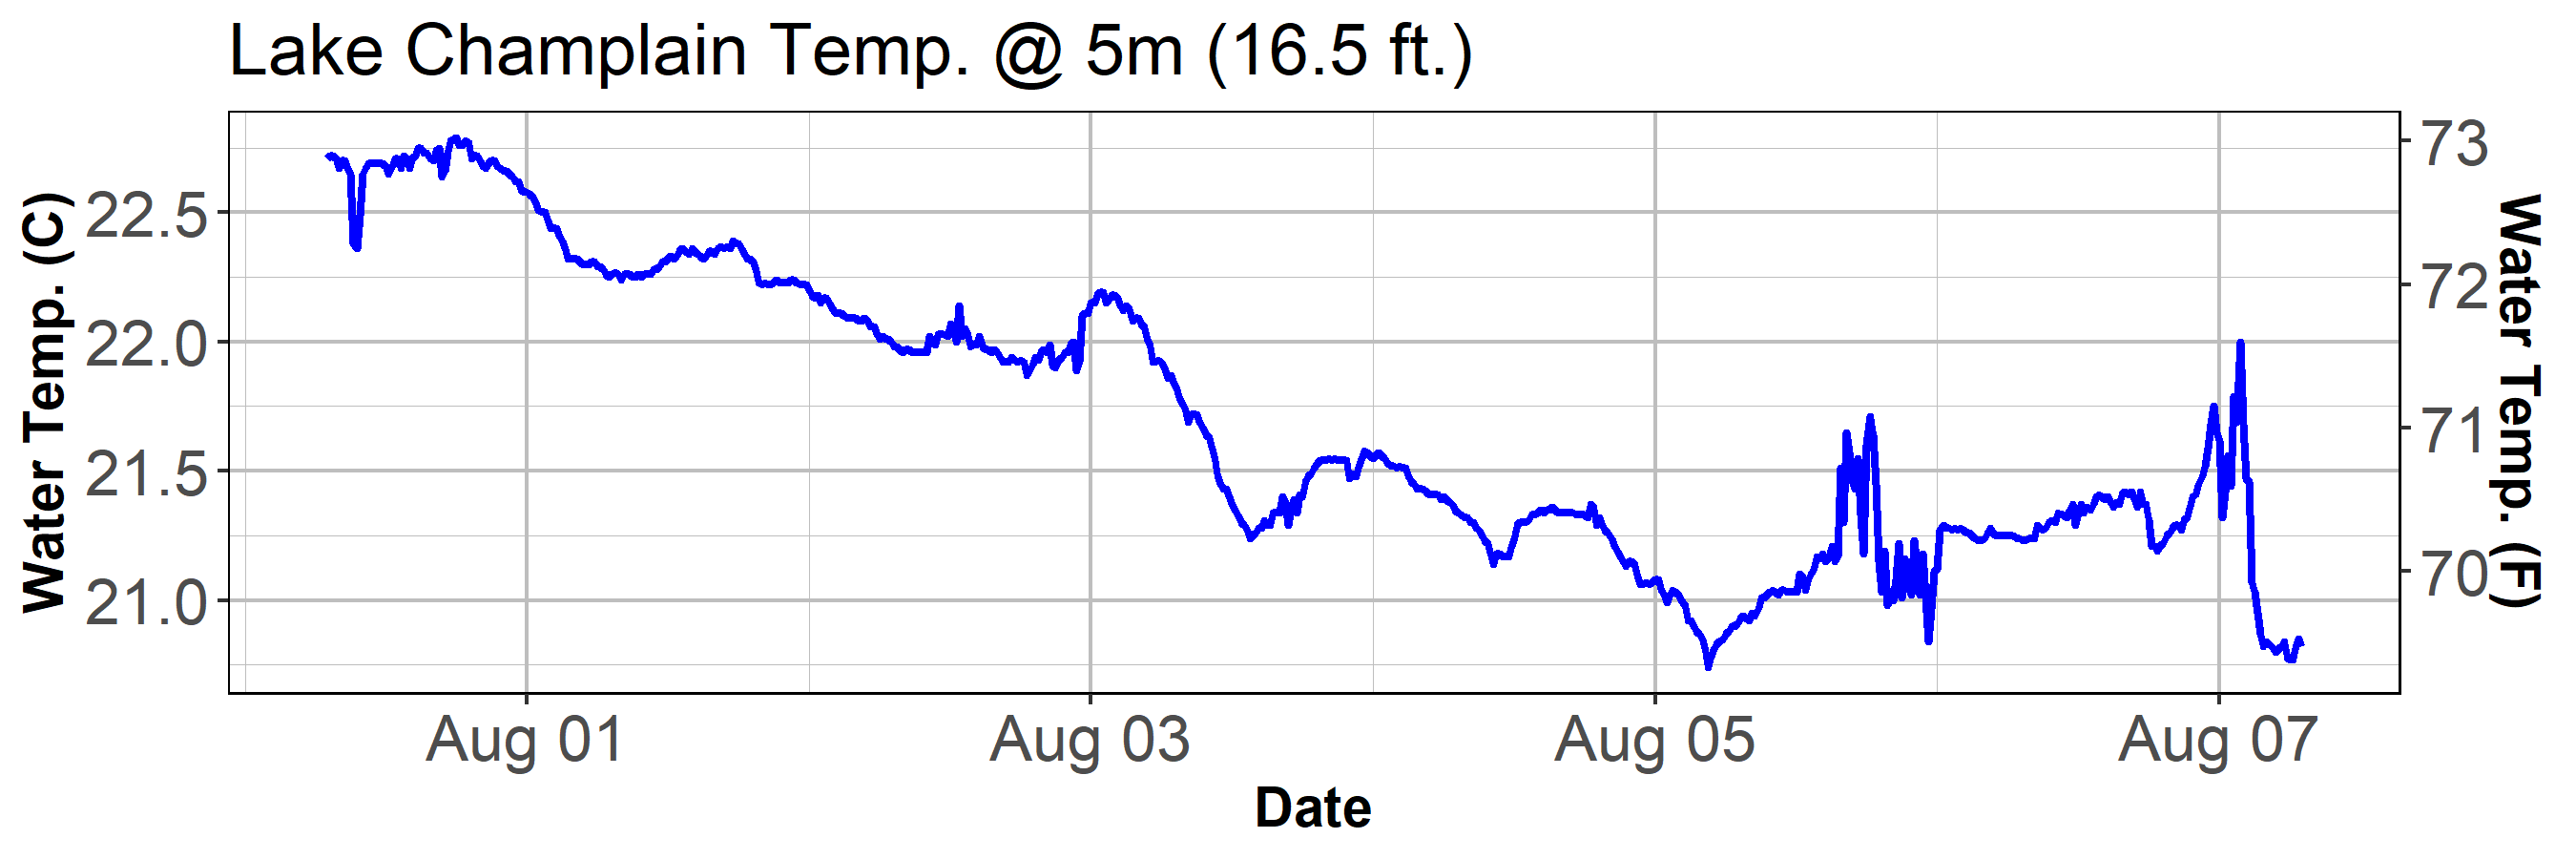 Lake Champlain Temp. @ 5m (16.5 ft.)
Water Temp. (C)
22.5
22.0
21.5
21.0
73
72
71
70
Water Temp. (F)
Aug 01 Aug 03 Aug 05 Aug 07
Date